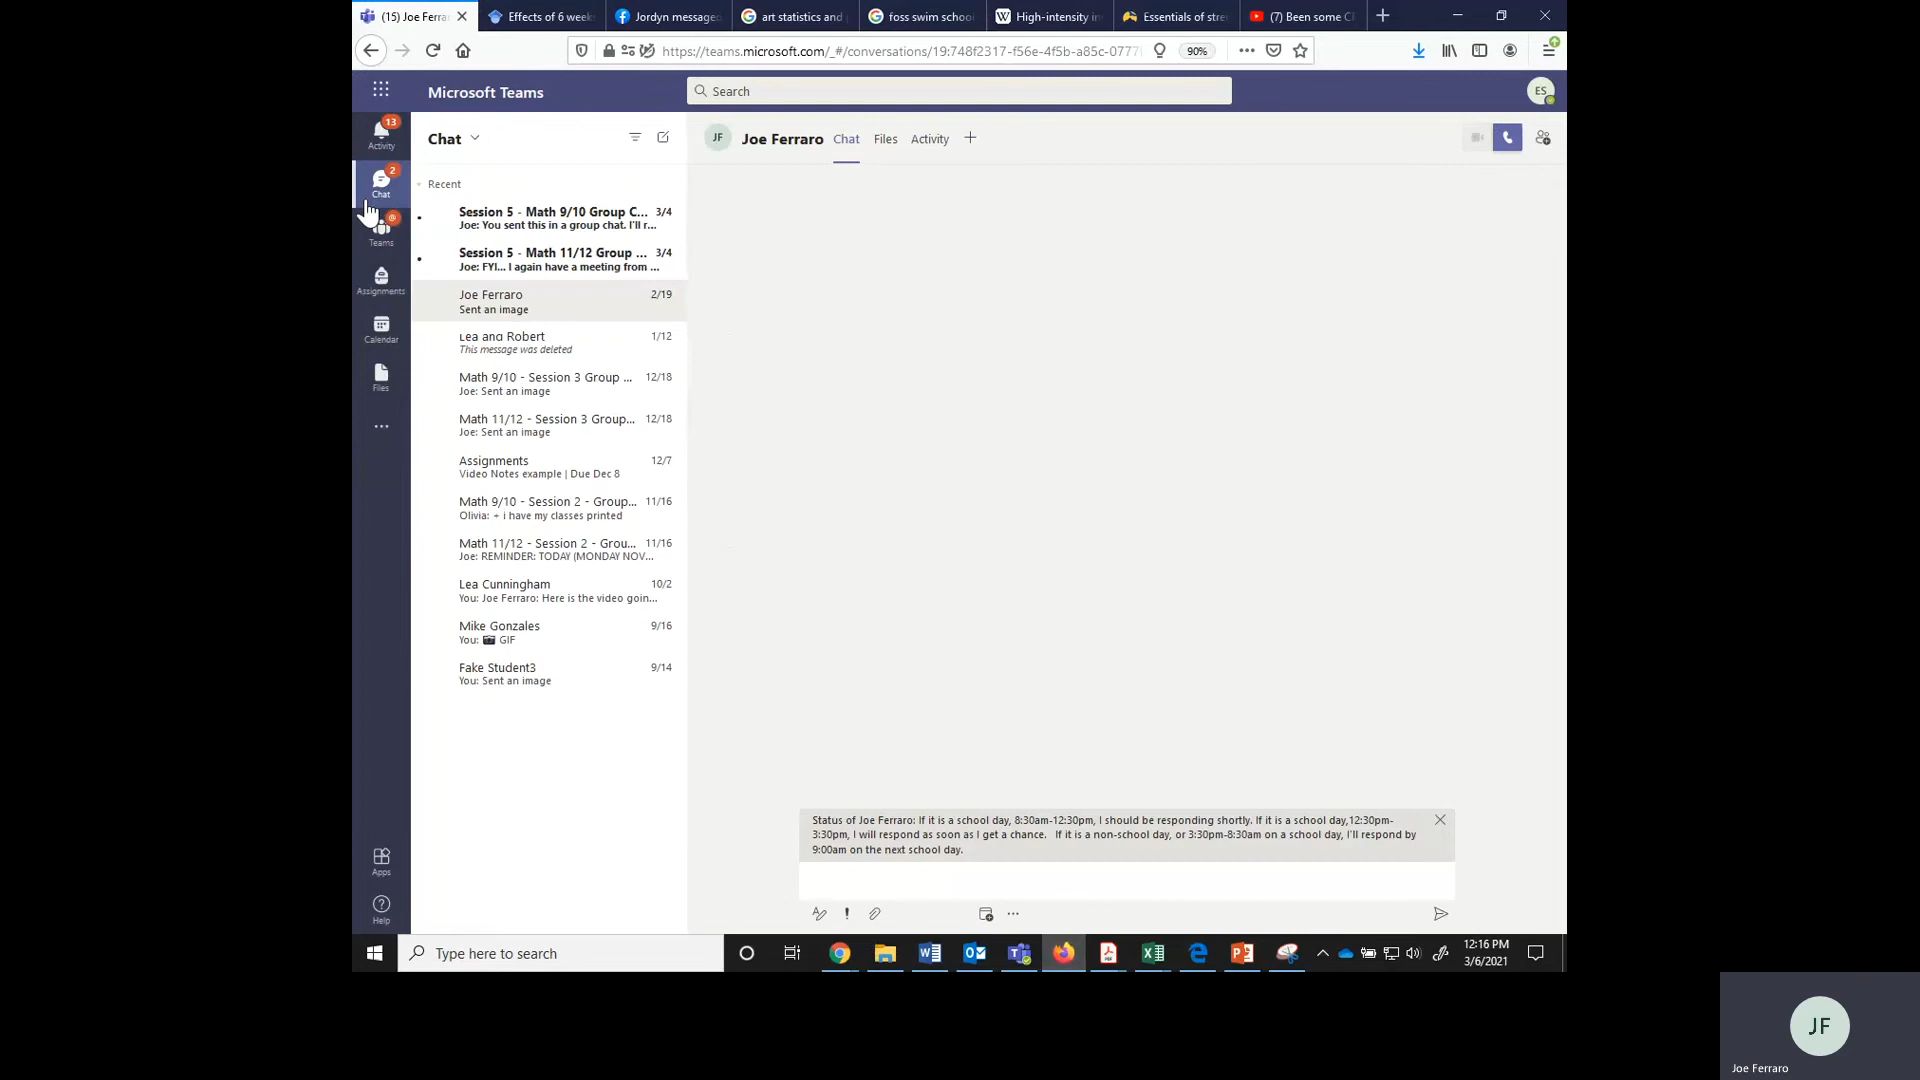 (15) Joe Ferra
Effects of 6 week
Jordyn message
art statistics and
foss swim schoo
High-intensity in
Essentials of stre
(7) Been some C
https://teams.microsoft.com/_#/conversations/19:748f2317-f56e-4f5b-a85c-0777
90%
Microsoft Teams
Search
ES
13
Activity
2
Chat
@
Teams
Assignments
Calendar
Files
Apps
Help
Chat
Recent
Session 5 - Math 9/10 Group C... 3/4
Joe: You sent this in a group chat. I'll r...
Session 5 - Math 11/12 Group ... 3/4
Joe: FYI... I again have a meeting from ...
Joe Ferraro 2/19
Sent an image
Lea and Robert 1/12
This message was deleted
Math 9/10 - Session 3 Group ... 12/18
Joe: Sent an image
Math 11/12 - Session 3 Group... 12/18
Joe: Sent an image
Assignments 12/7
Video Notes example | Due Dec 8
Math 9/10 - Session 2 - Group... 11/16
Olivia: + i have my classes printed
Math 11/12 - Session 2 - Grou... 11/16
Joe: REMINDER: TODAY (MONDAY NOV...
Lea Cunningham 10/2
You: Joe Ferraro: Here is the video goin...
Mike Gonzales 9/16
You: GIF
Fake Student3 9/14
You: Sent an image
JF Joe Ferraro Chat Files Activity
Status of Joe Ferraro: If it is a school day, 8:30am-12:30pm, I should be responding shortly. If it is a school day,12:30pm-
3:30pm, I will respond as soon as I get a chance. If it is a non-school day, or 3:30pm-8:30am on a school day, I'll respond by
9:00am on the next school day.
Type here to search
12:16 PM
3/6/2021
JF
Joe Ferraro